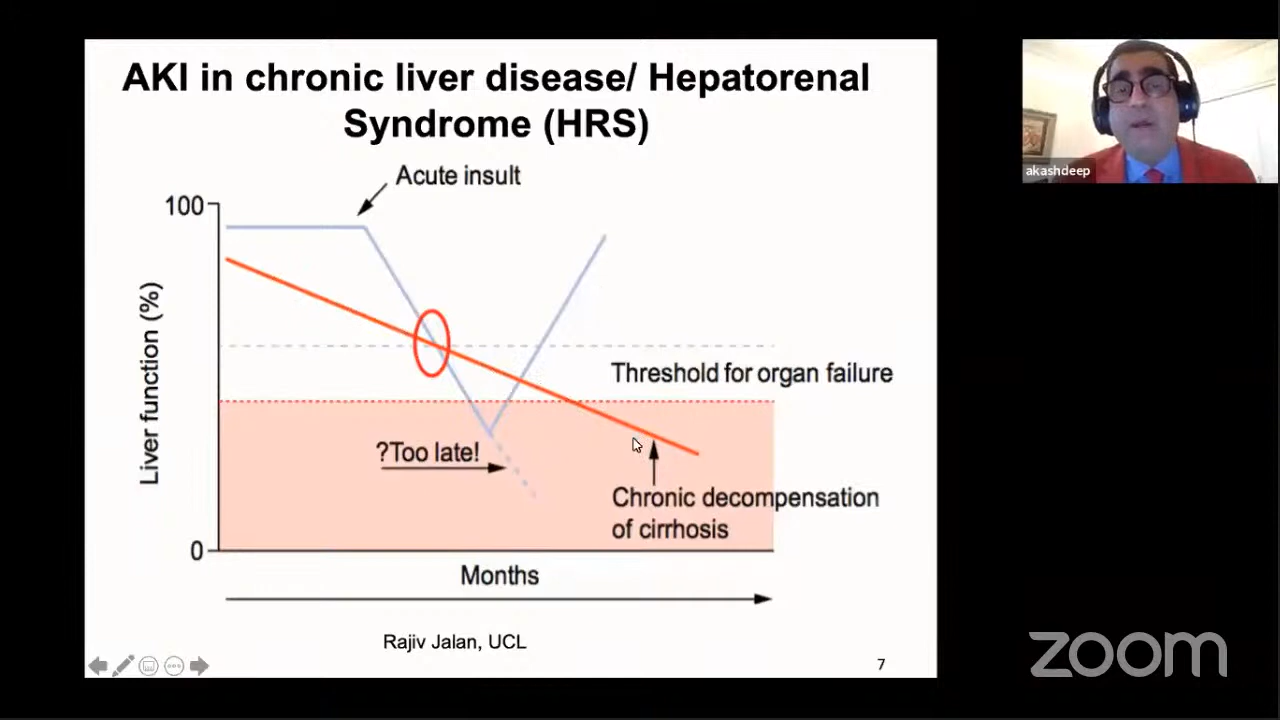 AKI in chronic liver disease/ Hepatorenal
Syndrome (HRS)
Acute insult
100
Liver function (%)
Threshold for organ failure
?Too late!
Chronic decompensation
of cirrhosis
0
Months
Rajiv Jalan, UCL
7
akashdeep
zoom